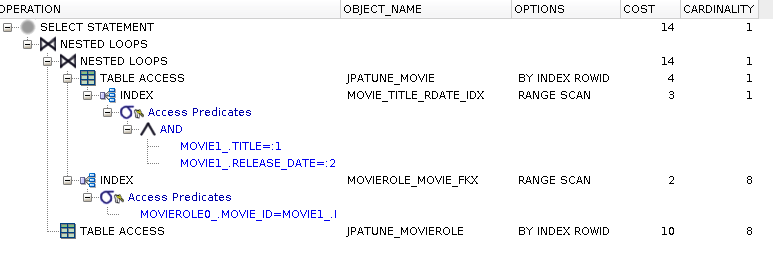 OPERATION OBJECT_NAME OPTIONS COST CARDINALITY
SELECT STATEMENT 14 1
NESTED LOOPS
NESTED LOOPS 14 1
TABLE ACCESS JPATUNE_MOVIE BY INDEX ROWID 4 1
INDEX MOVIE_TITLE_RDATE_IDX RANGE SCAN 3 1
Access Predicates
AND
MOVIE1_.TITLE=:1
MOVIE1_.RELEASE_DATE=:2
INDEX MOVIEROLE_MOVIE_FKX RANGE SCAN 2 8
Access Predicates
MOVIEROLE0_.MOVIE_ID=MOVIE1_.
TABLE ACCESS JPATUNE_MOVIEROLE BY INDEX ROWID 10 8